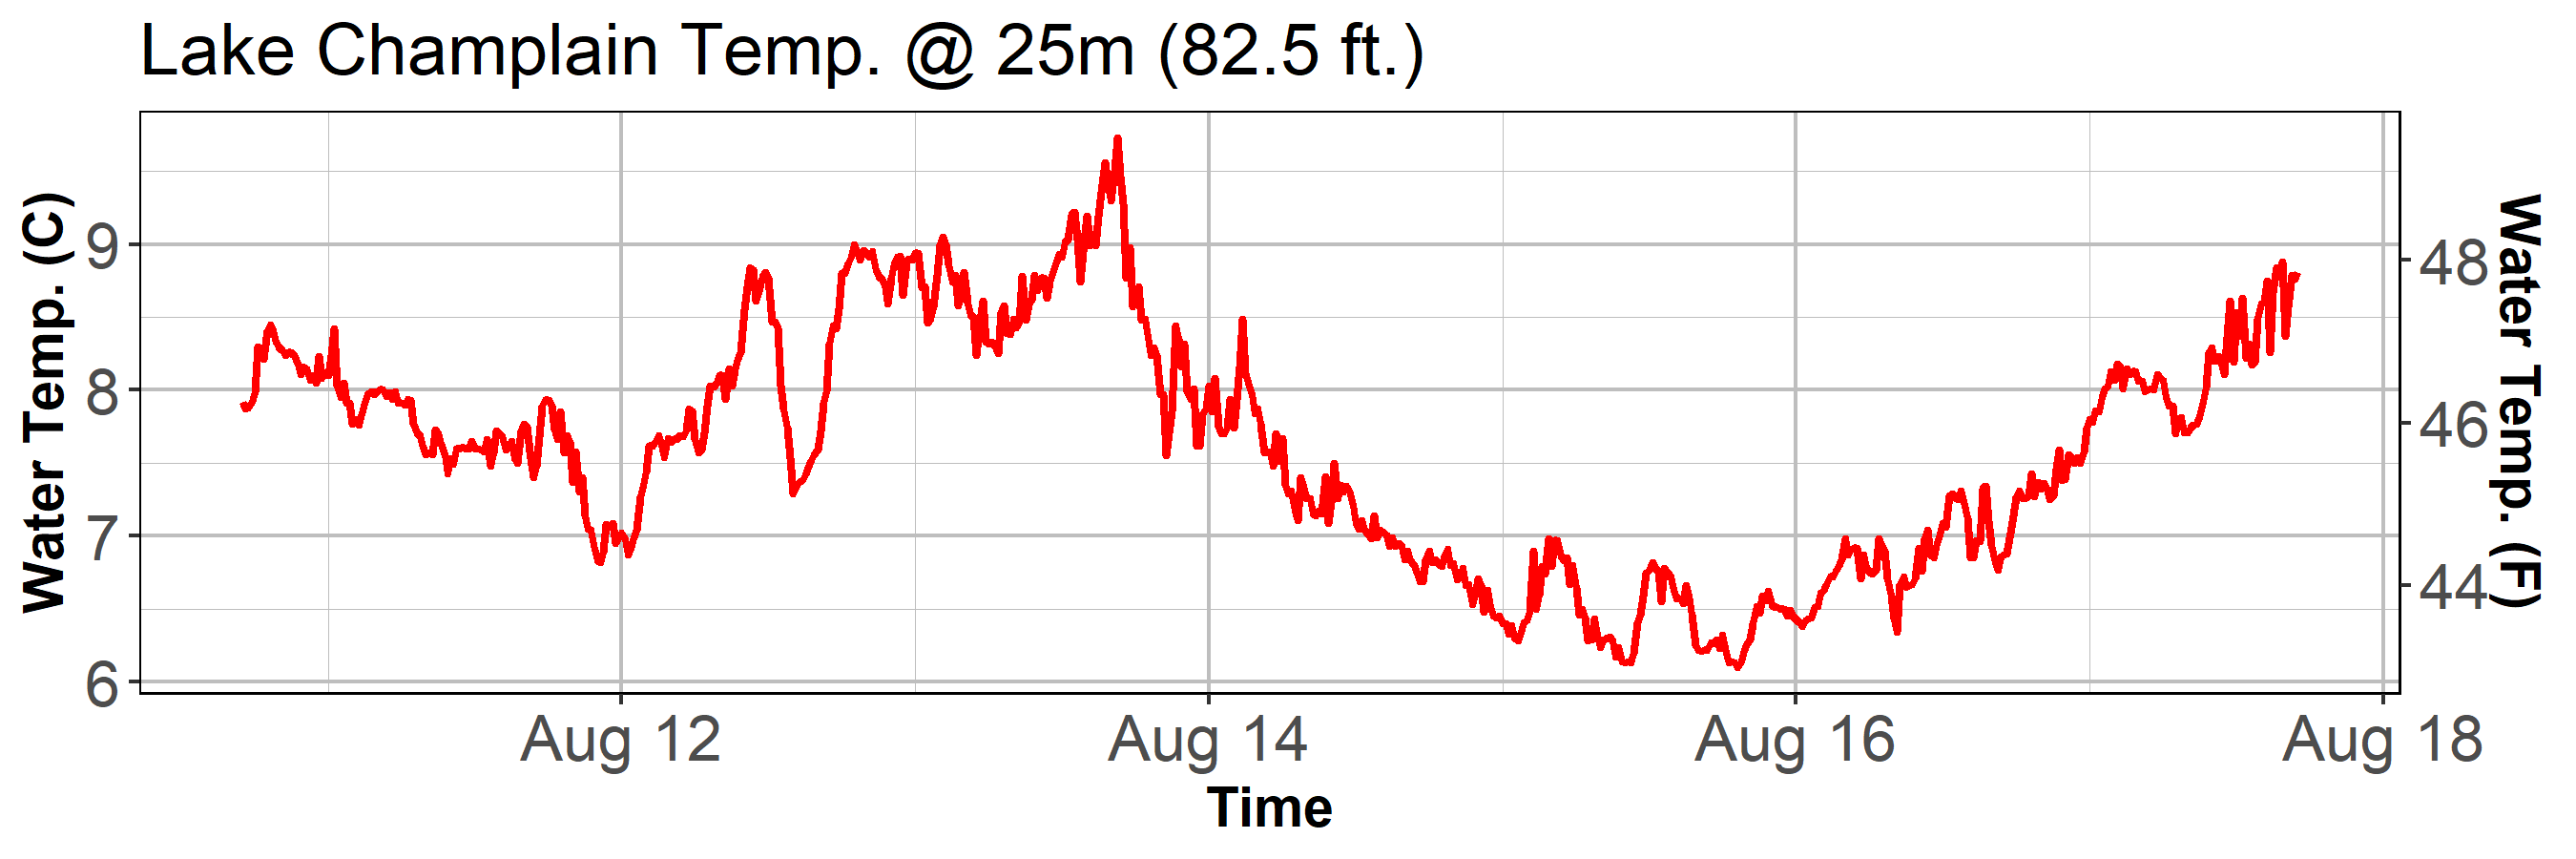 Lake Champlain Temp. @ 25m (82.5 ft.)
Water Temp. (C)
9
8
7
6
48
46
44
Water Temp. (F)
Aug 12
Aug 14
Aug 16
Aug 18
Time